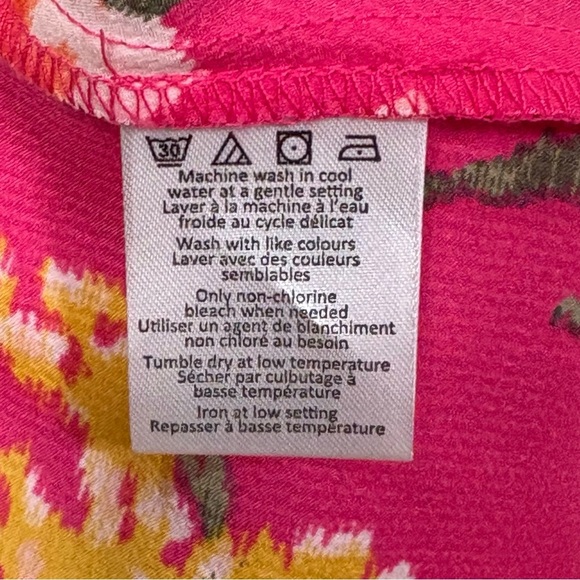 30
Machine wash in cool
water at a gentle setting
Layer à la machine à l'eau
froide au cycle délicat
Wash with like colours
Layer avec des couleurs
semblables
Only non-chlorine
bleach when needed
Utiliser un agent de blanchiment
non chloré au besoin
Tumble dry at low temperature
Sécher par culbutage à
basse température
Iron at low setting
Repasser à basse température